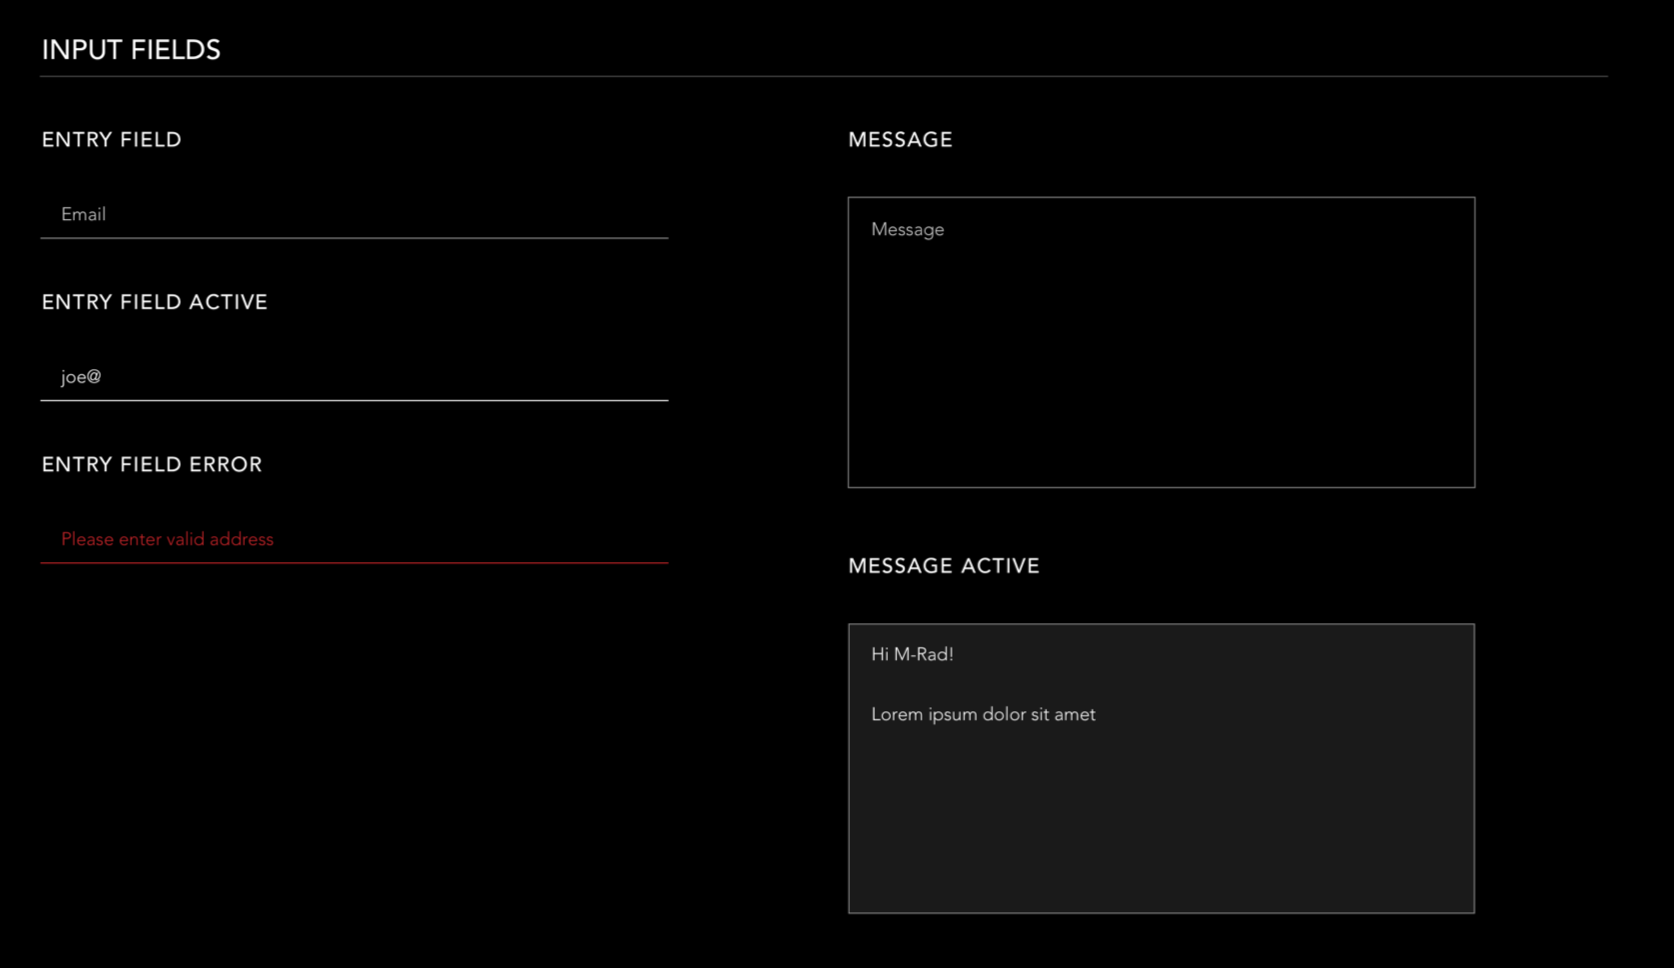 INPUT FIELDS
ENTRY FIELD
Email
ENTRY FIELD ACTIVE
joe@
ENTRY FIELD ERROR
Please enter valid address
MESSAGE
Message
MESSAGE ACTIVE
Hi M-Rad!
Lorem ipsum dolor sit amet